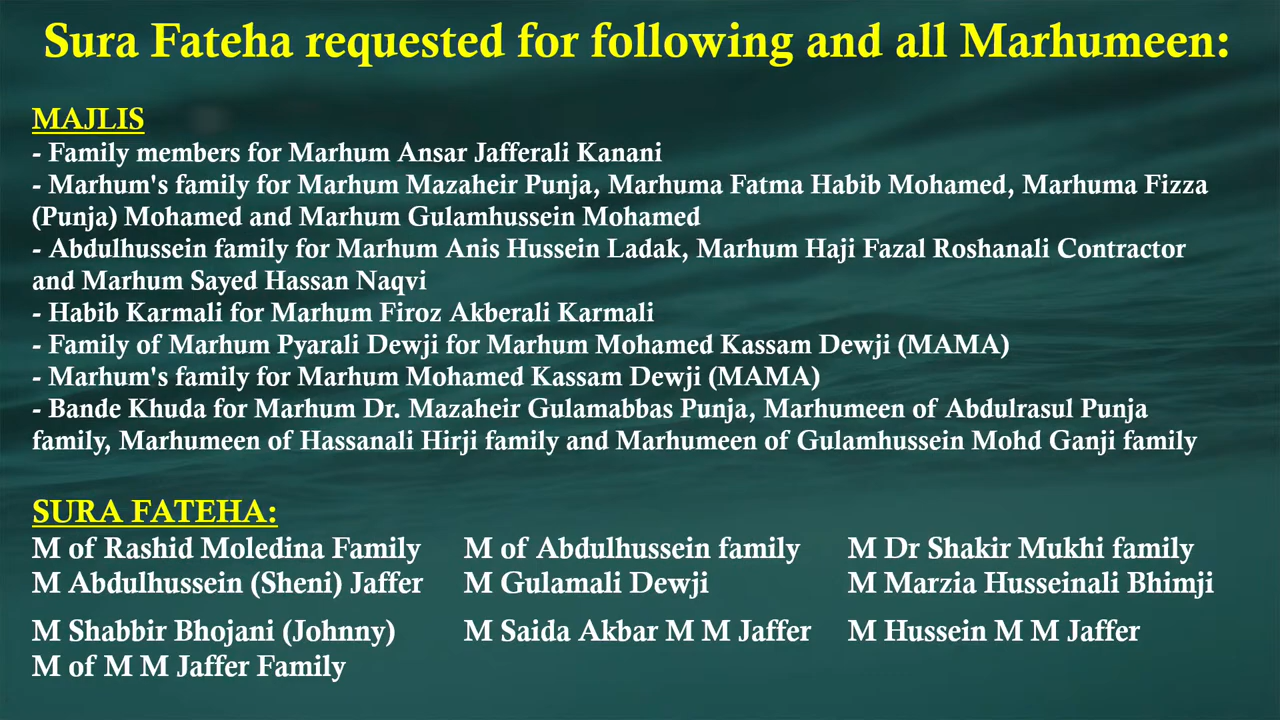 Sura Fateha requested for following and all Marhumeen:
MAJLIS
- Family members for Marhum Ansar Jafferali Kanani
- Marhum's family for Marhum Mazaheir Punja, Marhuma Fatma Habib Mohamed, Marhuma Fizza
(Punja) Mohamed and Marhum Gulamhussein Mohamed
- Abdulhussein family for Marhum Anis Hussein Ladak, Marhum Haji Fazal Roshanali Contractor
and Marhum Sayed Hassan Naqvi
- Habib Karmali for Marhum Firoz Akberali Karmali
- Family of Marhum Pyarali Dewji for Marhum Mohamed Kassam Dewji (MAMA)
- Marhum's family for Marhum Mohamed Kassam Dewji (MAMA)
- Bande Khuda for Marhum Dr. Mazaheir Gulamabbas Punja, Marhumeen of Abdulrasul Punja
family, Marhumeen of Hassanali Hirji family and Marhumeen of Gulamhussein Mohd Ganji family
SURA FATEHA:
M of Rashid Moledina Family M of Abdulhussein family M Dr Shakir Mukhi family
M Abdulhussein (Sheni) Jaffer M Gulamali Dewji M Marzia Husseinali Bhimji
M Shabbir Bhojani (Johnny) M Saida Akbar M M Jaffer M Hussein M M Jaffer
M of M M Jaffer Family